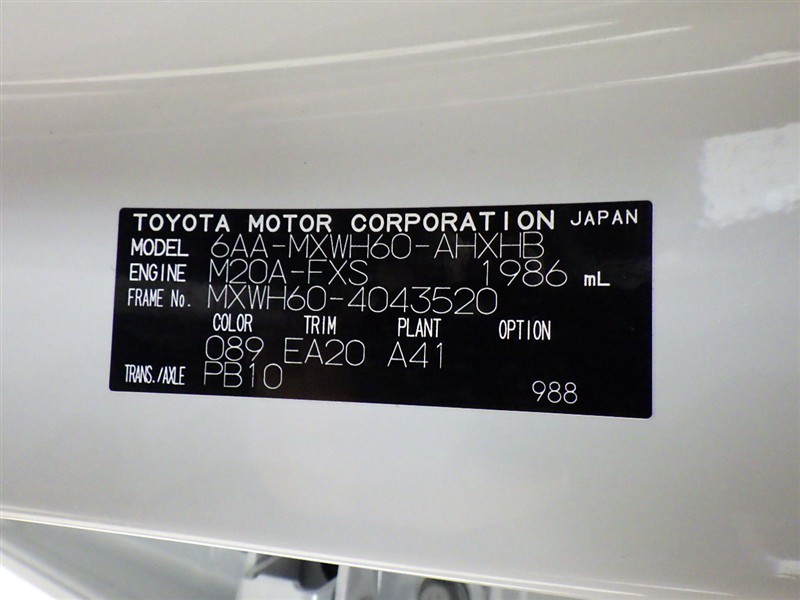 TOYOTA MOTOR CORPORATION JAPAN
MODEL 6AA-MXWH60-AHXHB
ENGINE M20A-FXS 1986 mL
FRAME No. MXWH60-4043520
COLOR TRIM PLANT OPTION
089 EA20 A41
TRANS./AXLE PB10
988